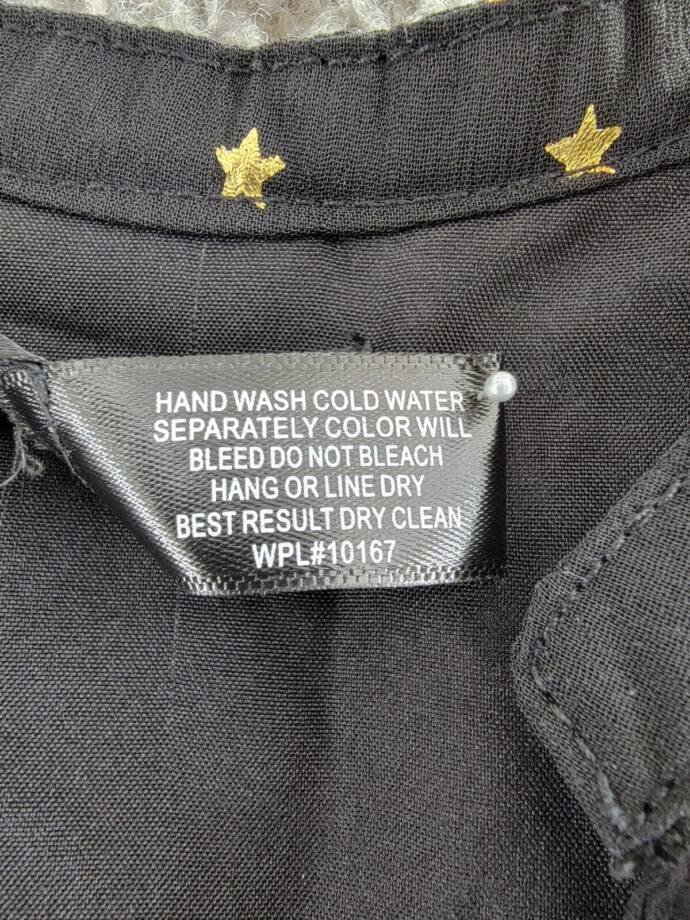 HAND WASH COLD WATER
SEPARATELY COLOR WILL
BLEED DO NOT BLEACH
HANG OR LINE DRY
BEST RESULT DRY CLEAN
WPL#10167